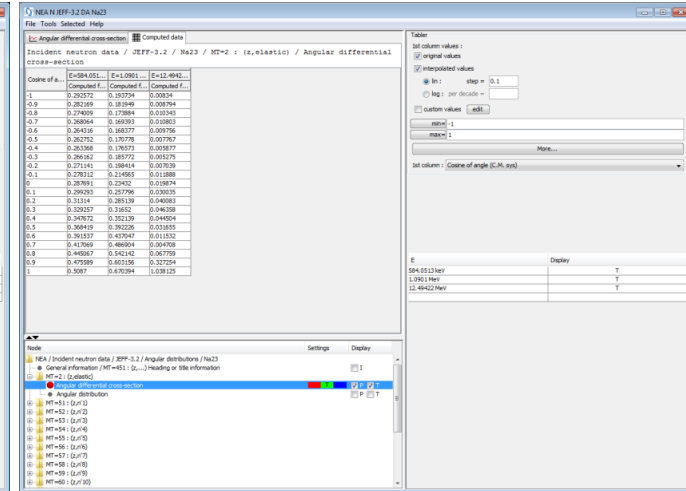 NEA N JEFF-3.2 DA Na23
File Tools Selected Help
Angular differential cross-section Computed data
Incident neutron data / JEFF-3.2 / Na23 / MT=2 : (z,elastic) / Angular differential
cross-section
Cosine of a... E=584.051... E=1.0901 ... E=12.4942...
Computed f... Computed f... Computed f...
-1 0.292572 0.193734 0.00834
-0.9 0.282169 0.181949 0.008794
-0.8 0.274009 0.173884 0.010343
-0.7 0.268064 0.169393 0.010803
-0.6 0.264316 0.168377 0.009756
-0.5 0.262752 0.170778 0.007767
-0.4 0.263368 0.176573 0.005877
-0.3 0.266162 0.185772 0.005275
-0.2 0.271141 0.198414 0.007039
-0.1 0.278312 0.214565 0.011888
0 0.287691 0.23432 0.019874
0.1 0.299293 0.257796 0.030035
0.2 0.31314 0.285139 0.040083
0.3 0.329257 0.31652 0.046358
0.4 0.347672 0.352139 0.044504
0.5 0.368419 0.392226 0.031655
0.6 0.391537 0.437047 0.011532
0.7 0.417069 0.486904 0.004708
0.8 0.445067 0.542142 0.067759
0.9 0.475589 0.603156 0.327254
1 0.5087 0.670394 1.038125
Tabler
1st column values :
original values
interpolated values
lin : step = 0.1
log : per decade =
custom values edit
min= -1
max= 1
More...
1st column : Cosine of angle (C.M. sys)
E Display
584.0513 keV T
1.0901 MeV T
12.49422 MeV T
Node Settings Display
NEA / Incident neutron data / JEFF-3.2 / Angular distributions / Na23
General information / MT=451 : (z,...) Heading or title information I
MT=2 : (z,elastic)
Angular differential cross-section T P T
Angular distribution P T
MT=51 : (z,n'1)
MT=52 : (z,n'2)
MT=53 : (z,n'3)
MT=54 : (z,n'4)
MT=55 : (z,n'5)
MT=56 : (z,n'6)
MT=57 : (z,n'7)
MT=58 : (z,n'8)
MT=59 : (z,n'9)
MT=60 : (z,n'10)